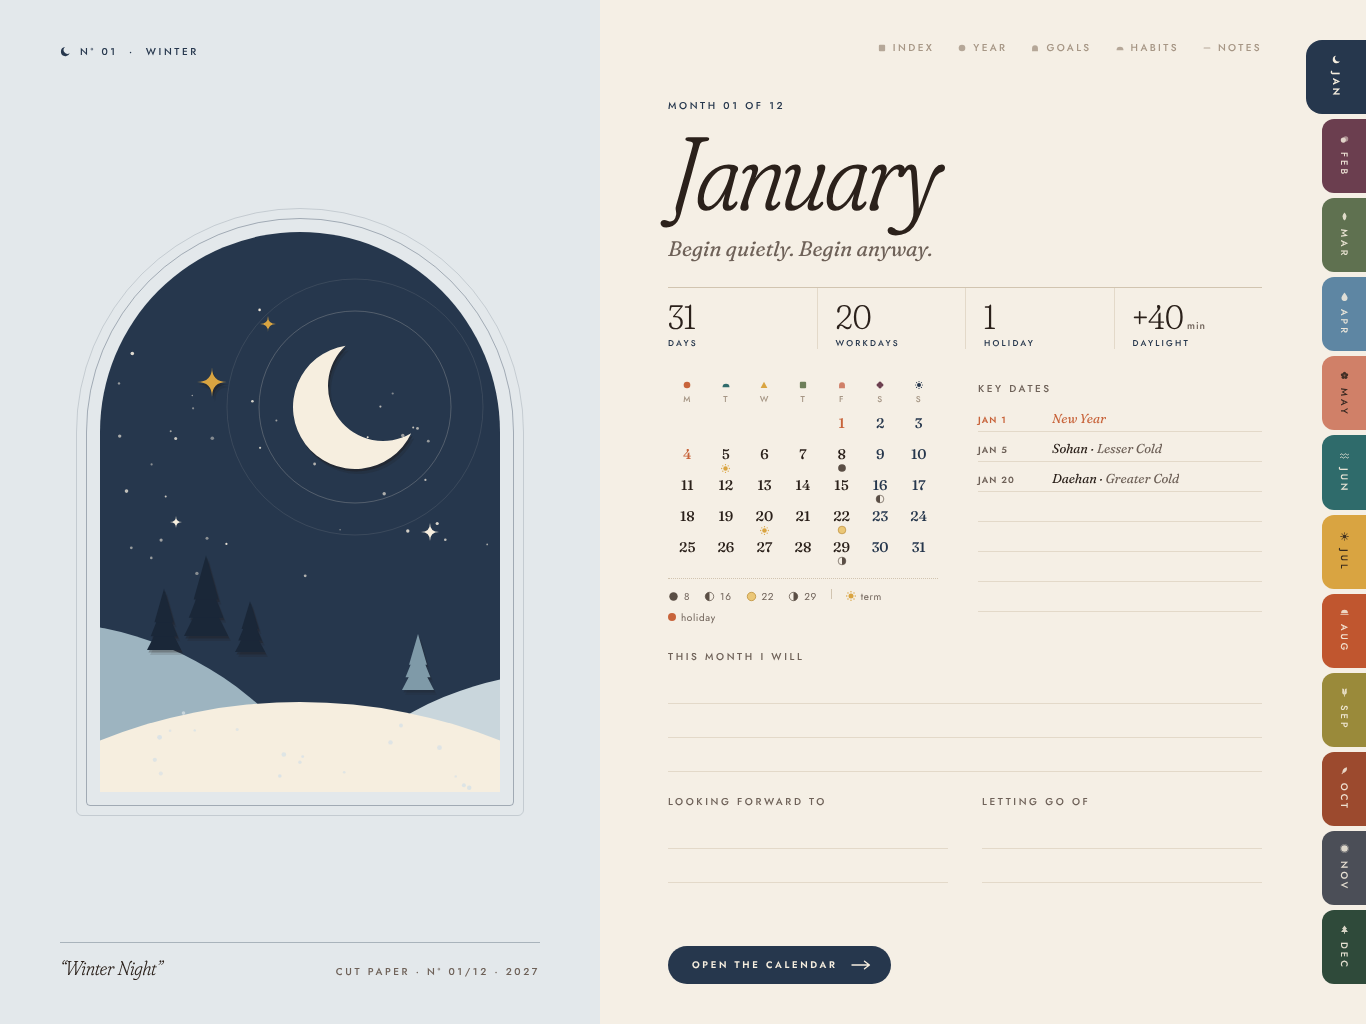 N° 01 · WINTER
INDEX YEAR GOALS HABITS NOTES
MONTH 01 OF 12
January
Begin quietly. Begin anyway.
31 20 1 +40 min
DAYS WORKDAYS HOLIDAY DAYLIGHT
M T W T F S S
1 2 3
4 5 6 7 8 9 10
11 12 13 14 15 16 17
18 19 20 21 22 23 24
25 26 27 28 29 30 31
8 16 22 29 term
holiday
KEY DATES
JAN 1 New Year
JAN 5 Sohan · Lesser Cold
JAN 20 Daehan · Greater Cold
THIS MONTH I WILL
LOOKING FORWARD TO
LETTING GO OF
OPEN THE CALENDAR
“Winter Night”
CUT PAPER · N° 01/12 · 2027
JAN
FEB
MAR
APR
MAY
JUN
JUL
AUG
SEP
OCT
NOV
DEC